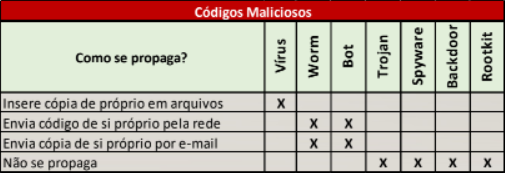 Códigos Maliciosos
Como se propaga? Vírus Worm Bot Trojan Spyware Backdoor Rootkit
Insere cópia de próprio em arquivos X
Envia código de si próprio pela rede X X
Envia cópia de si próprio por e-mail X X
Não se propaga X X X X